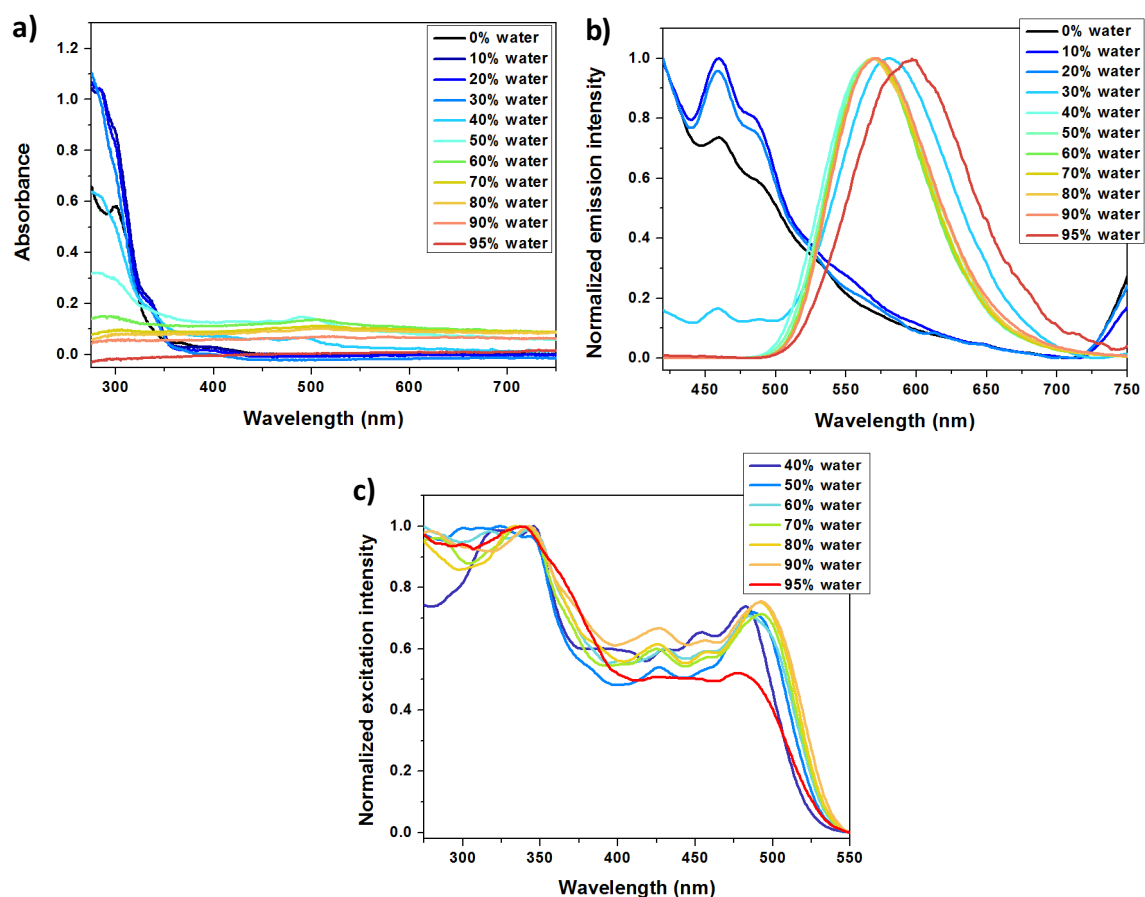 a)
Absorbance
1.2
1.0
0.8
0.6
0.4
0.2
0.0
300
400
500
600
700
Wavelength (nm)
0% water
10% water
20% water
30% water
40% water
50% water
60% water
70% water
80% water
90% water
95% water
b)
Normalized emission intensity
1.0
0.8
0.6
0.4
0.2
0.0
450
500
550
600
650
700
750
Wavelength (nm)
0% water
10% water
20% water
30% water
40% water
50% water
60% water
70% water
80% water
90% water
95% water
c)
Normalized excitation intensity
1.0
0.8
0.6
0.4
0.2
0.0
300
350
400
450
500
550
Wavelength (nm)
40% water
50% water
60% water
70% water
80% water
90% water
95% water